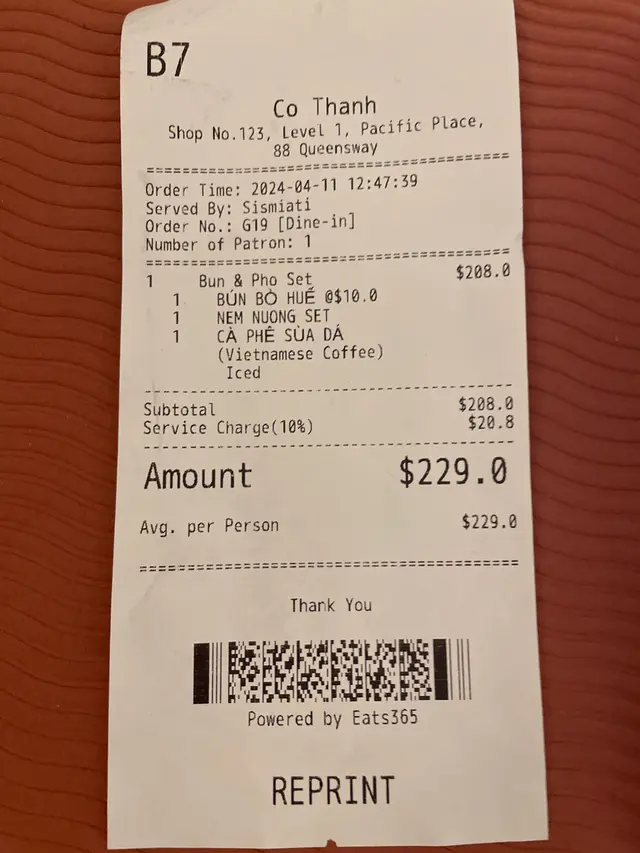 B7
Co Thanh
Shop No.123, Level 1, Pacific Place,
88 Queensway
Order Time: 2024-04-11 12:47:39
Served By: Sismiati
Order No.: G19 [Dine-in]
Number of Patron: 1
1 Bun & Pho Set $208.0
1 BÚN BÒ HUẾ @$10.0
1 NEM NUONG SET
1 CÀ PHÊ SÙA DÁ
(Vietnamese Coffee)
Iced
Subtotal $208.0
Service Charge(10%) $20.8
Amount $229.0
Avg. per Person $229.0
Thank You
Powered by Eats365
REPRINT